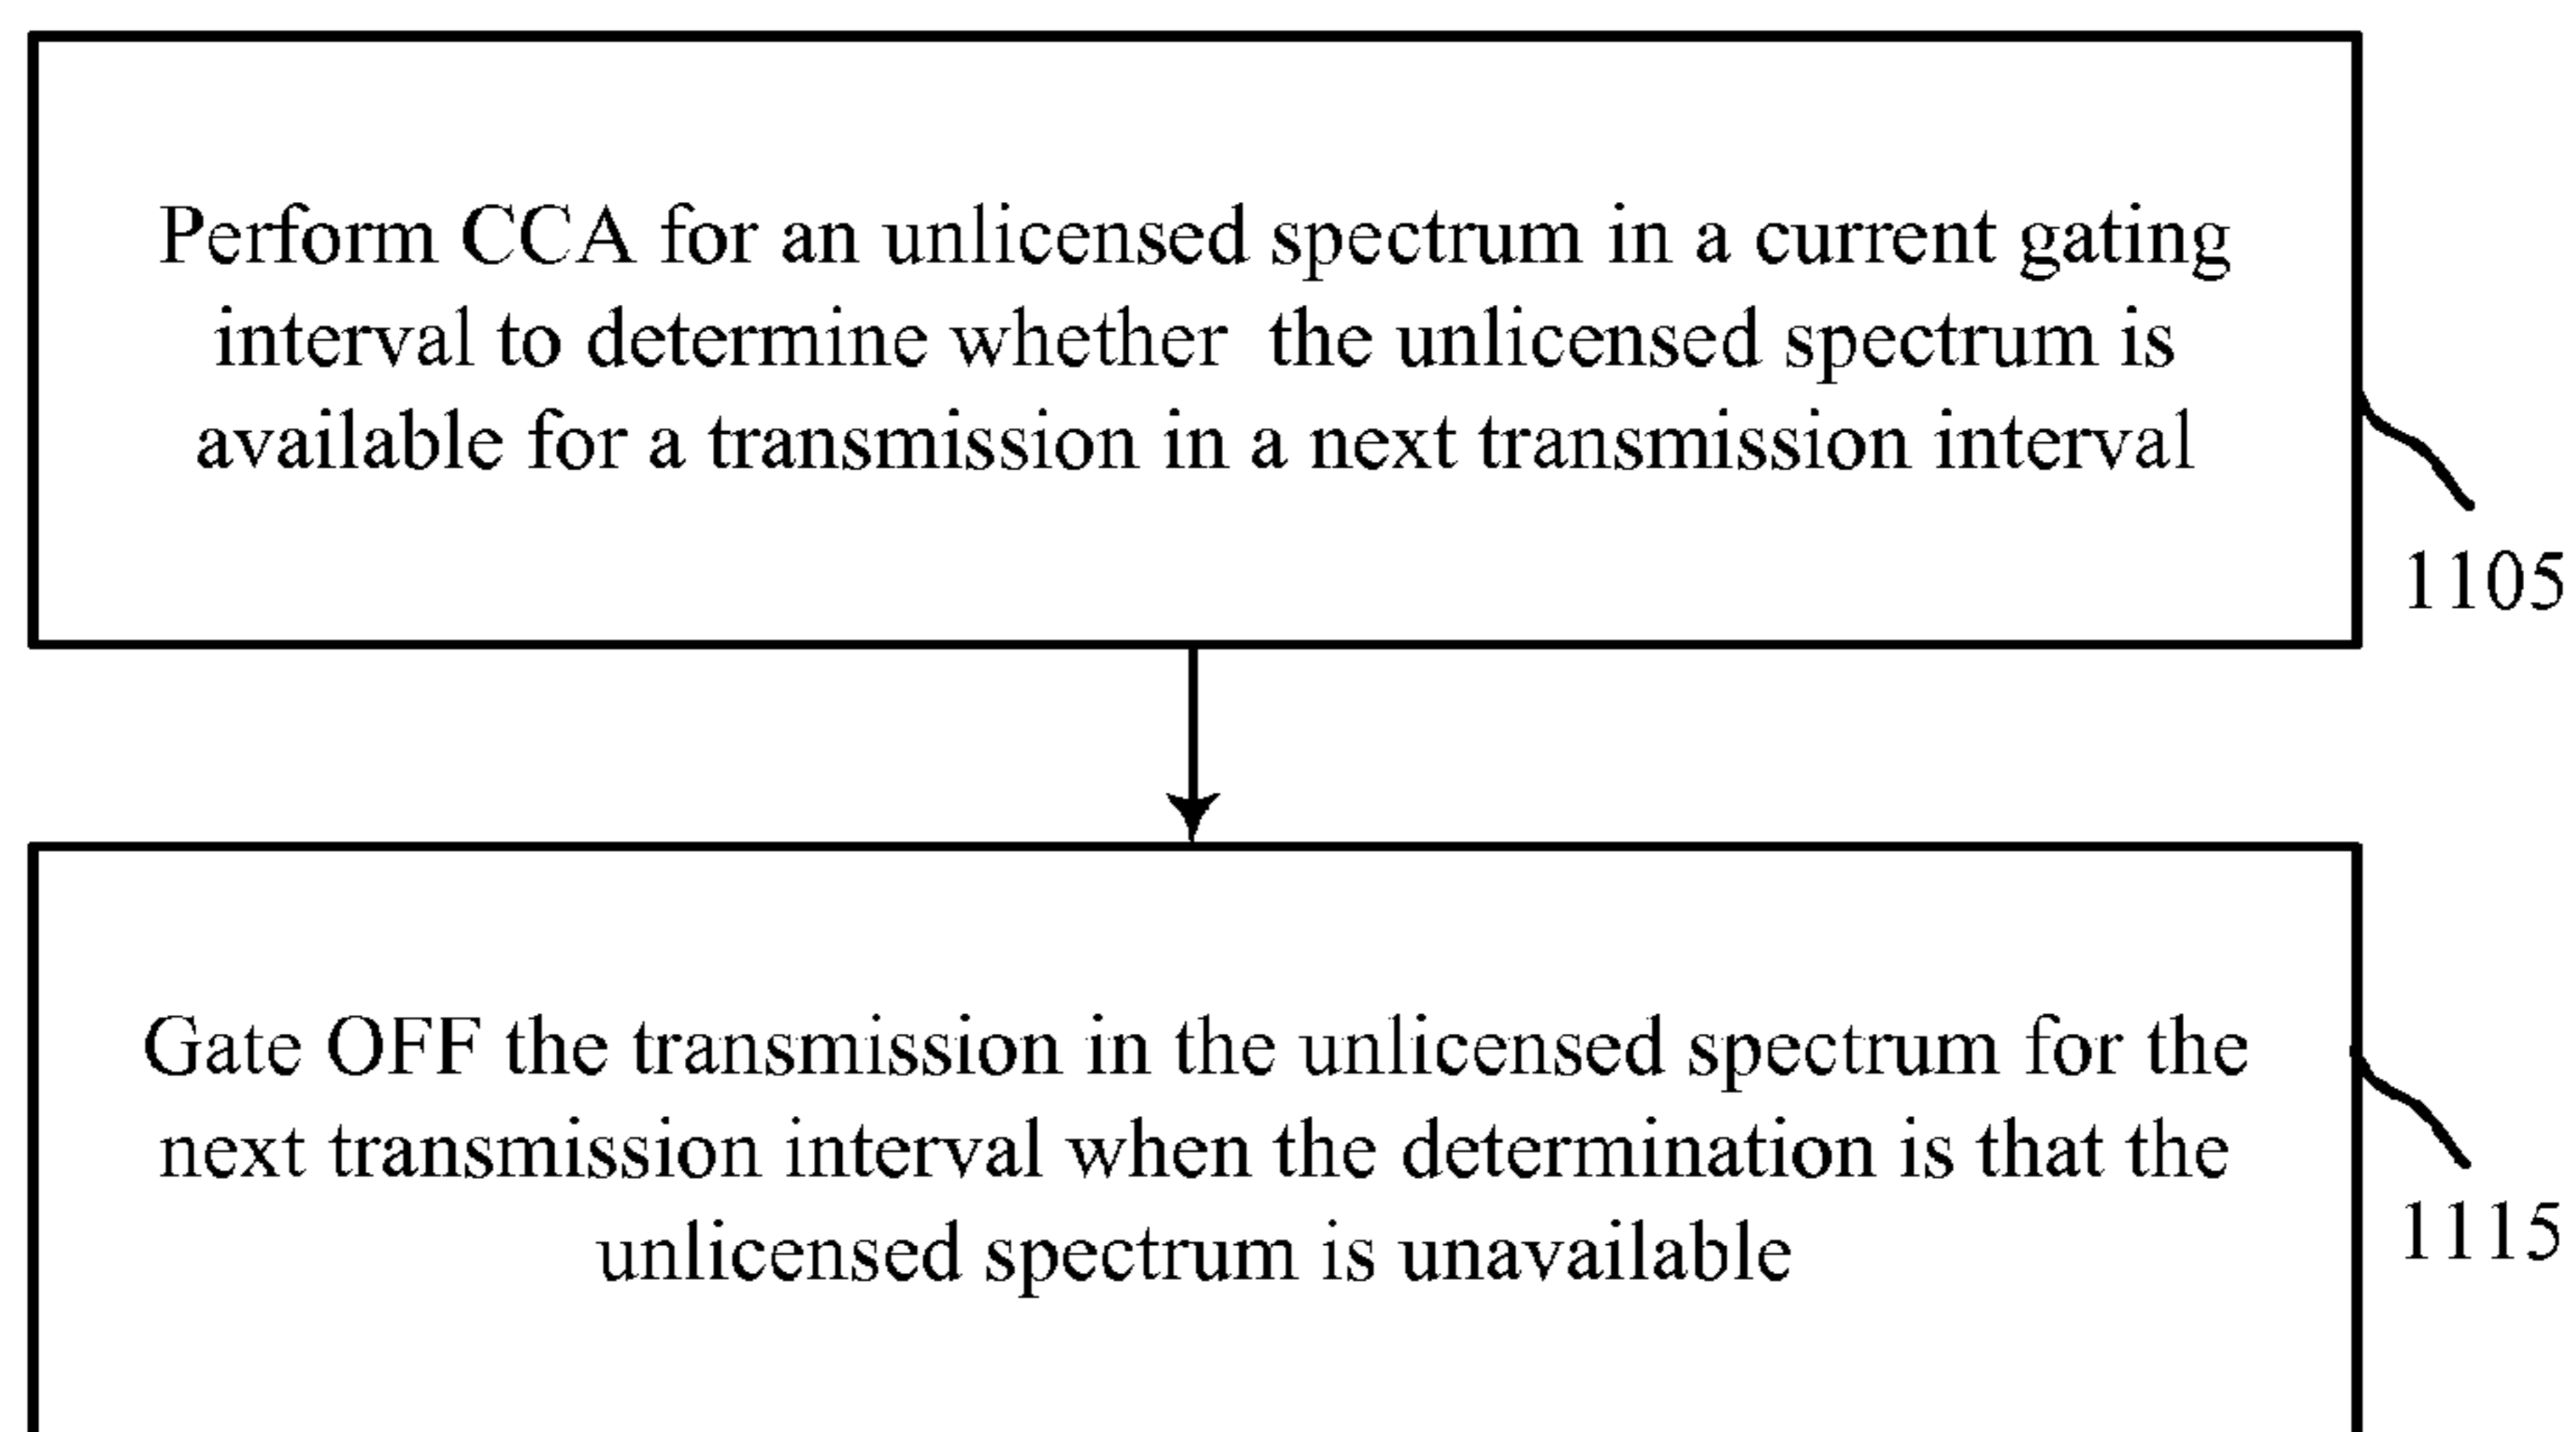 Perform CCA for an unlicensed spectrum in a current gating
interval to determine whether the unlicensed spectrum is
available for a transmission in a next transmission interval
1105
Gate OFF the transmission in the unlicensed spectrum for the
next transmission interval when the determination is that the
unlicensed spectrum is unavailable
1115